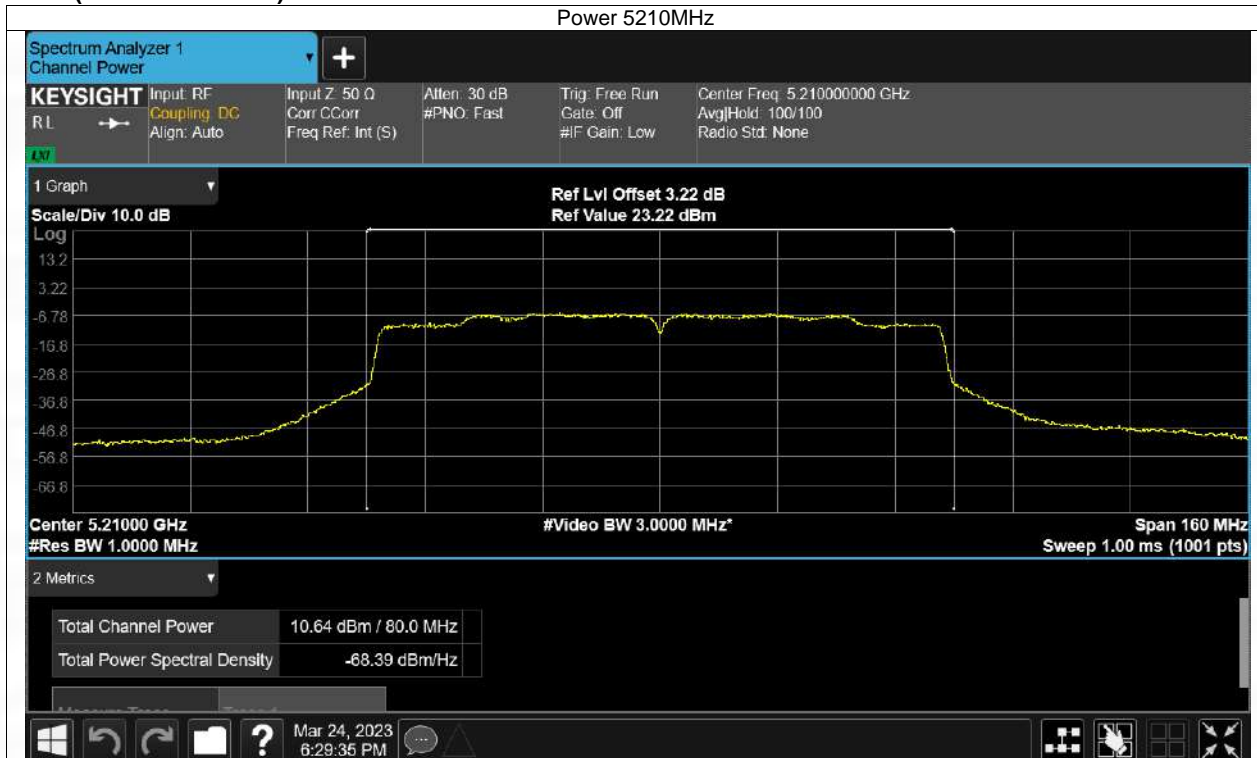 Power 5210MHz
Spectrum Analyzer 1
Channel Power
+
KEYSIGHT
RL
LXI
Input: RF
Coupling: DC
Align: Auto
Input Z: 50 Ω
Corr CCorr
Freq Ref: Int (S)
Atten: 30 dB
#PNO: Fast
Trig: Free Run
Gate: Off
#IF Gain: Low
Center Freq: 5.210000000 GHz
Avg|Hold: 100/100
Radio Std: None
1 Graph
Scale/Div 10.0 dB
Ref Lvl Offset 3.22 dB
Ref Value 23.22 dBm
Log
13.2
3.22
-6.78
-16.8
-26.8
-36.8
-46.8
-56.8
-66.8
Center 5.21000 GHz
#Res BW 1.0000 MHz
#Video BW 3.0000 MHz*
Span 160 MHz
Sweep 1.00 ms (1001 pts)
2 Metrics
Total Channel Power 10.64 dBm / 80.0 MHz
Total Power Spectral Density -68.39 dBm/Hz
?
Mar 24, 2023
6:29:35 PM